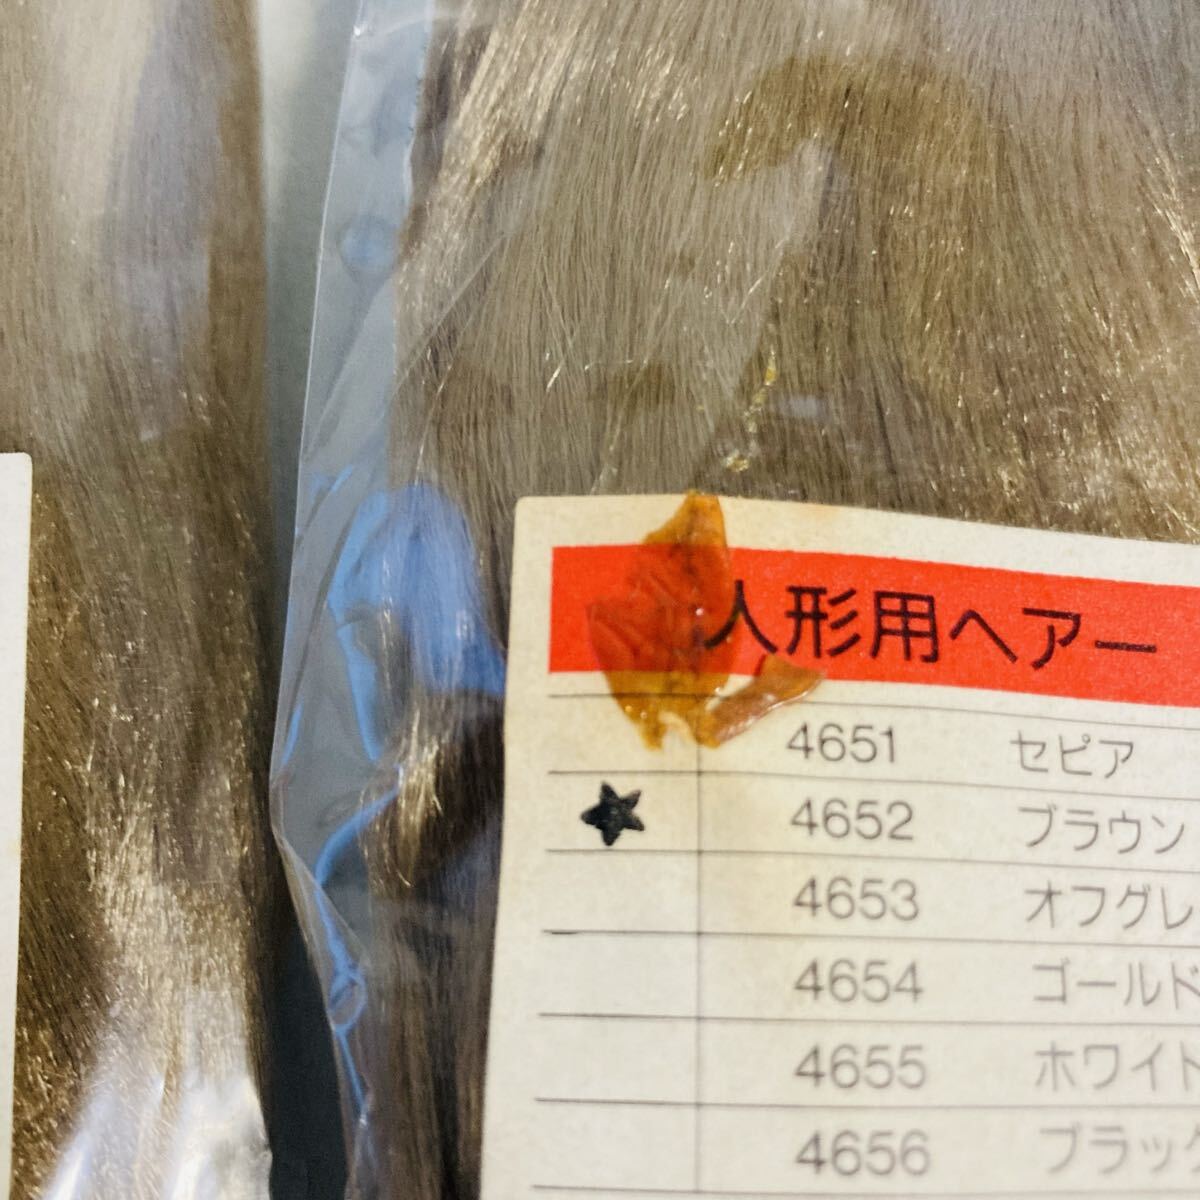 人形用ヘアー
4651 セピア
★ 4652 ブラウン
4653 オフグレ
4654 ゴールド
4655 ホワイト
4656 ブラック